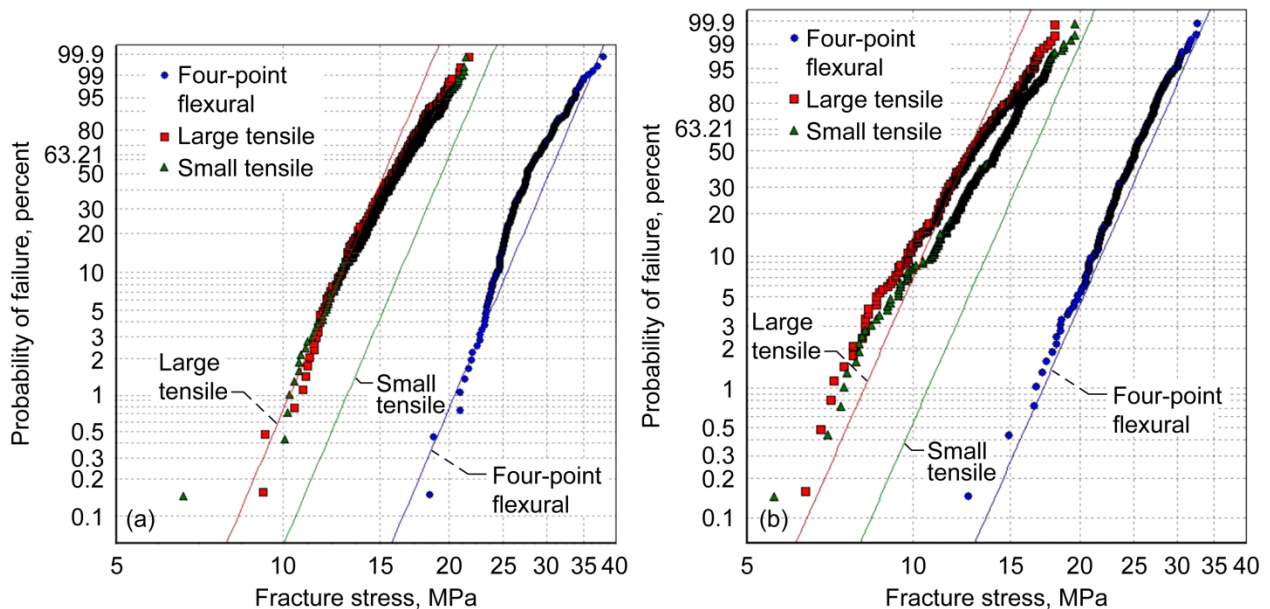 99.9
99
95
80
63.21
50
30
20
10
5
3
2
1
0.5
0.3
0.2
0.1
Probability of failure, percent
Four-point
flexural
Large tensile
Small tensile
Large
tensile
Small
tensile
Four-point
flexural
(a)
5 10 15 20 25 30 35 40
Fracture stress, MPa
99.9
99
95
80
63.21
50
30
20
10
5
3
2
1
0.5
0.3
0.2
0.1
Probability of failure, percent
Four-point
flexural
Large tensile
Small tensile
Large
tensile
Four-point
flexural
Small
tensile
(b)
5 10 15 20 25 30 35 40
Fracture stress, MPa